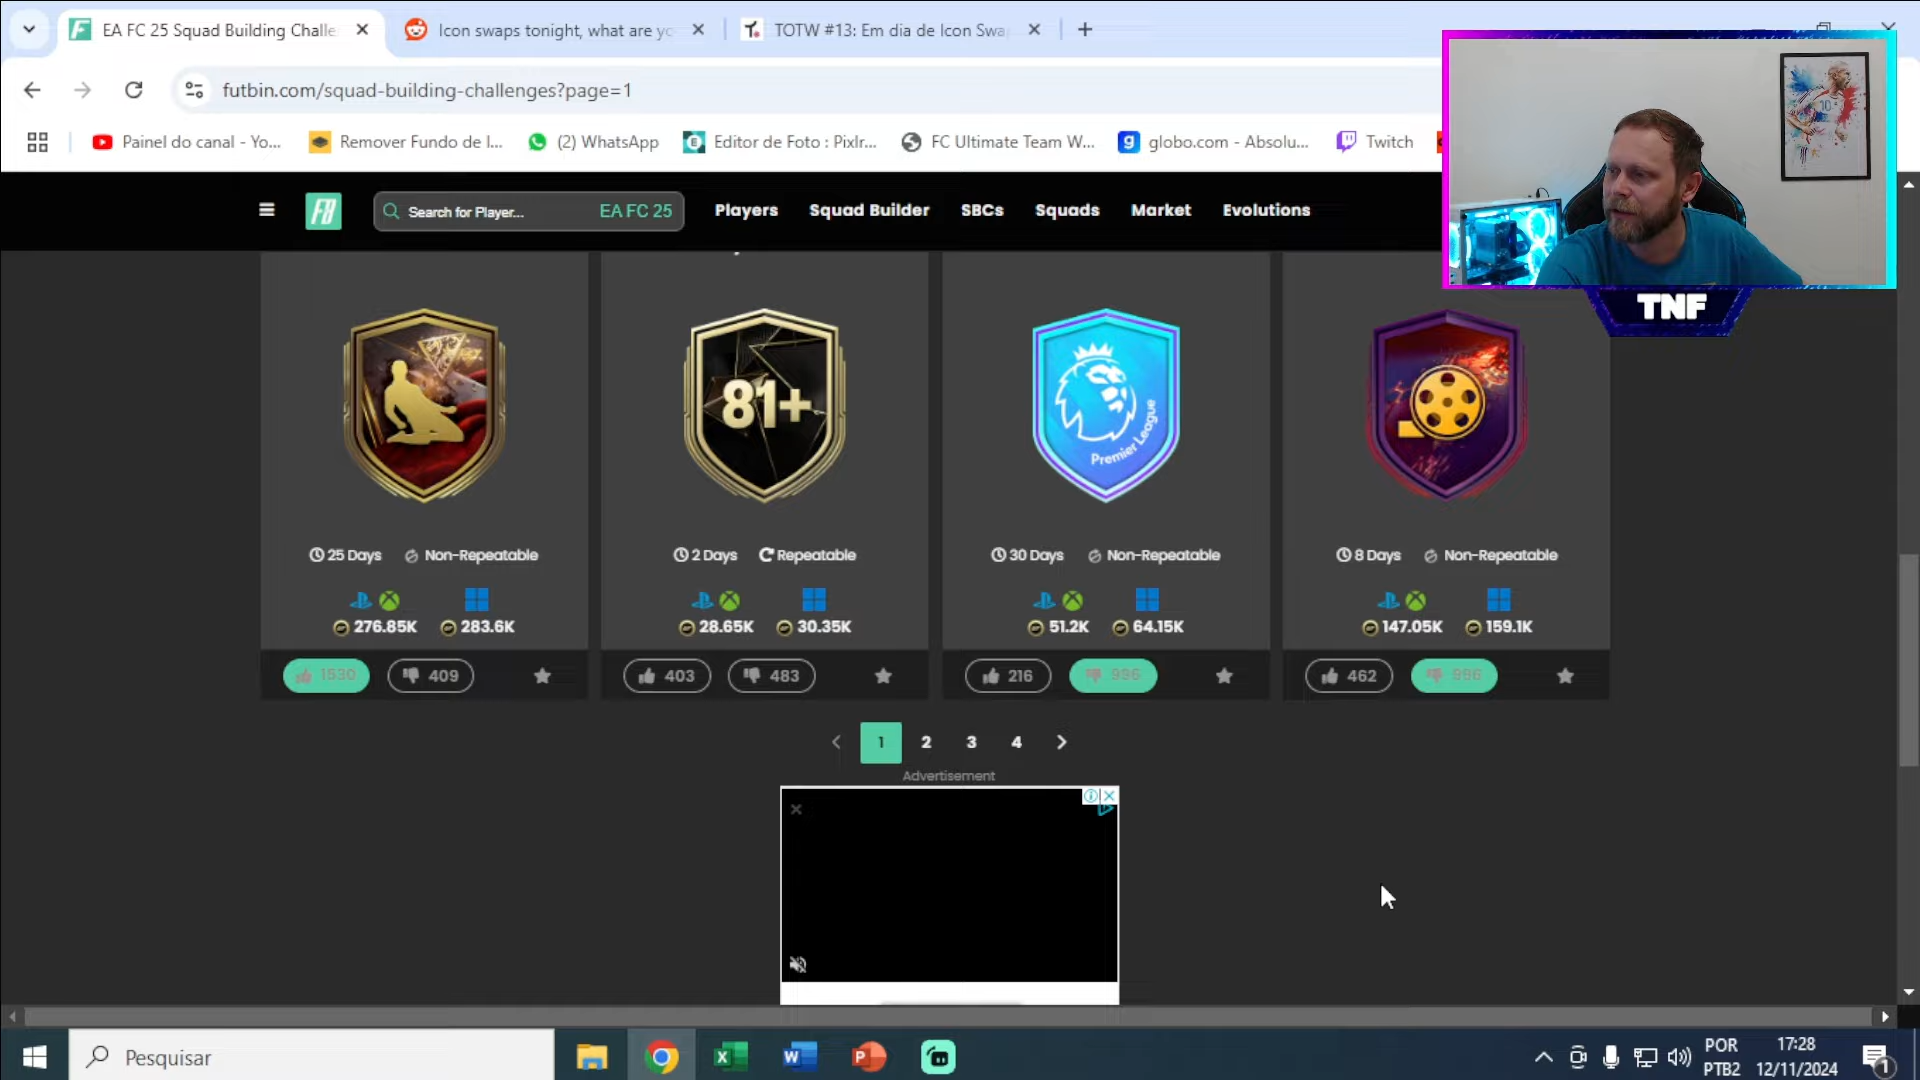 EA FC 25 Squad Building Challe
Icon swaps tonight, what are yo
TOTW #13: Em dia de Icon Swa
futbin.com/squad-building-challenges?page=1
Painel do canal - Yo...
Remover Fundo de I...
(2) WhatsApp
Editor de Foto : Pixlr...
FC Ultimate Team W...
globo.com - Absolu...
Twitch
10
TNF
FB
Search for Player...
EA FC 25
Players
Squad Builder
SBCs
Squads
Market
Evolutions
81+
Premier League
25 Days
Non-Repeatable
2 Days
Repeatable
30 Days
Non-Repeatable
8 Days
Non-Repeatable
276.85K
283.6K
28.65K
30.35K
51.2K
64.15K
147.05K
159.1K
1530
409
403
483
216
996
462
996
1
2
3
4
Advertisement
Pesquisar
POR
PTB2
17:28
12/11/2024
1